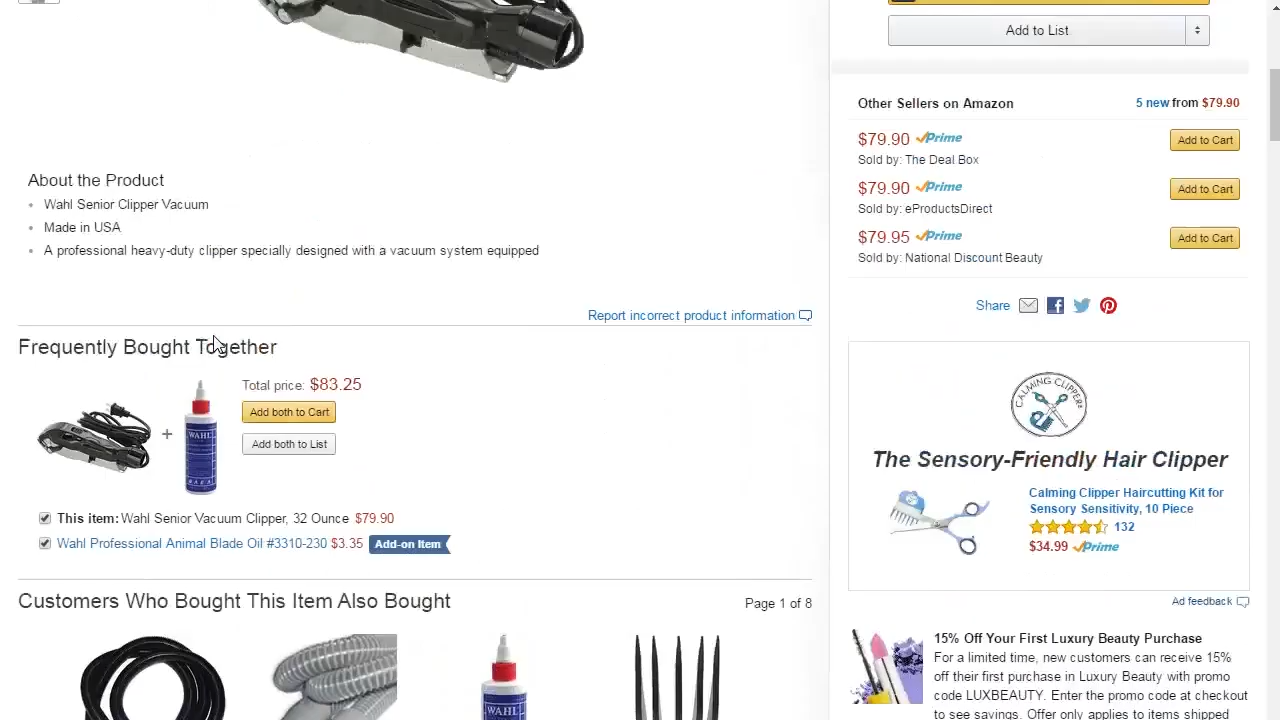 Add to List
Other Sellers on Amazon
5 new from $79.90
$79.90 Prime
Add to Cart
Sold by: The Deal Box
$79.90 Prime
Add to Cart
Sold by: eProductsDirect
$79.95 Prime
Add to Cart
Sold by: National Discount Beauty
Share
About the Product
Wahl Senior Clipper Vacuum
Made in USA
A professional heavy-duty clipper specially designed with a vacuum system equipped
Report incorrect product information
Frequently Bought Together
WAHL
Total price: $83.25
Add both to Cart
Add both to List
This item: Wahl Senior Vacuum Clipper, 32 Ounce $79.90
Wahl Professional Animal Blade Oil #3310-230 $3.35 Add-on Item
CALMING CLIPPER
The Sensory-Friendly Hair Clipper
Calming Clipper Haircutting Kit for
Sensory Sensitivity, 10 Piece
132
$34.99 Prime
Ad feedback
Customers Who Bought This Item Also Bought
Page 1 of 8
WAHL
15% Off Your First Luxury Beauty Purchase
For a limited time, new customers can receive 15%
off their first purchase in Luxury Beauty with promo
code LUXBEAUTY. Enter the promo code at checkout
to see savings. Offer only applies to items shipped